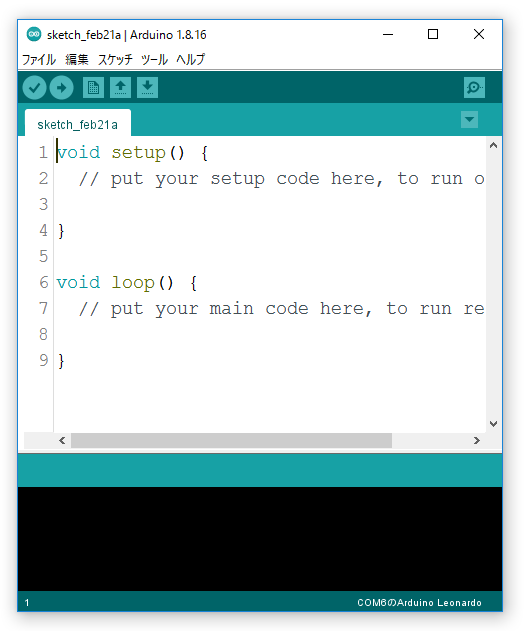 sketch_feb21a | Arduino 1.8.16
ファイル 編集 スケッチ ツール ヘルプ
sketch_feb21a
1 void setup() {
2   // put your setup code here, to run o
3
4 }
5
6 void loop() {
7   // put your main code here, to run re
8
9 }
1 COM6のArduino Leonardo